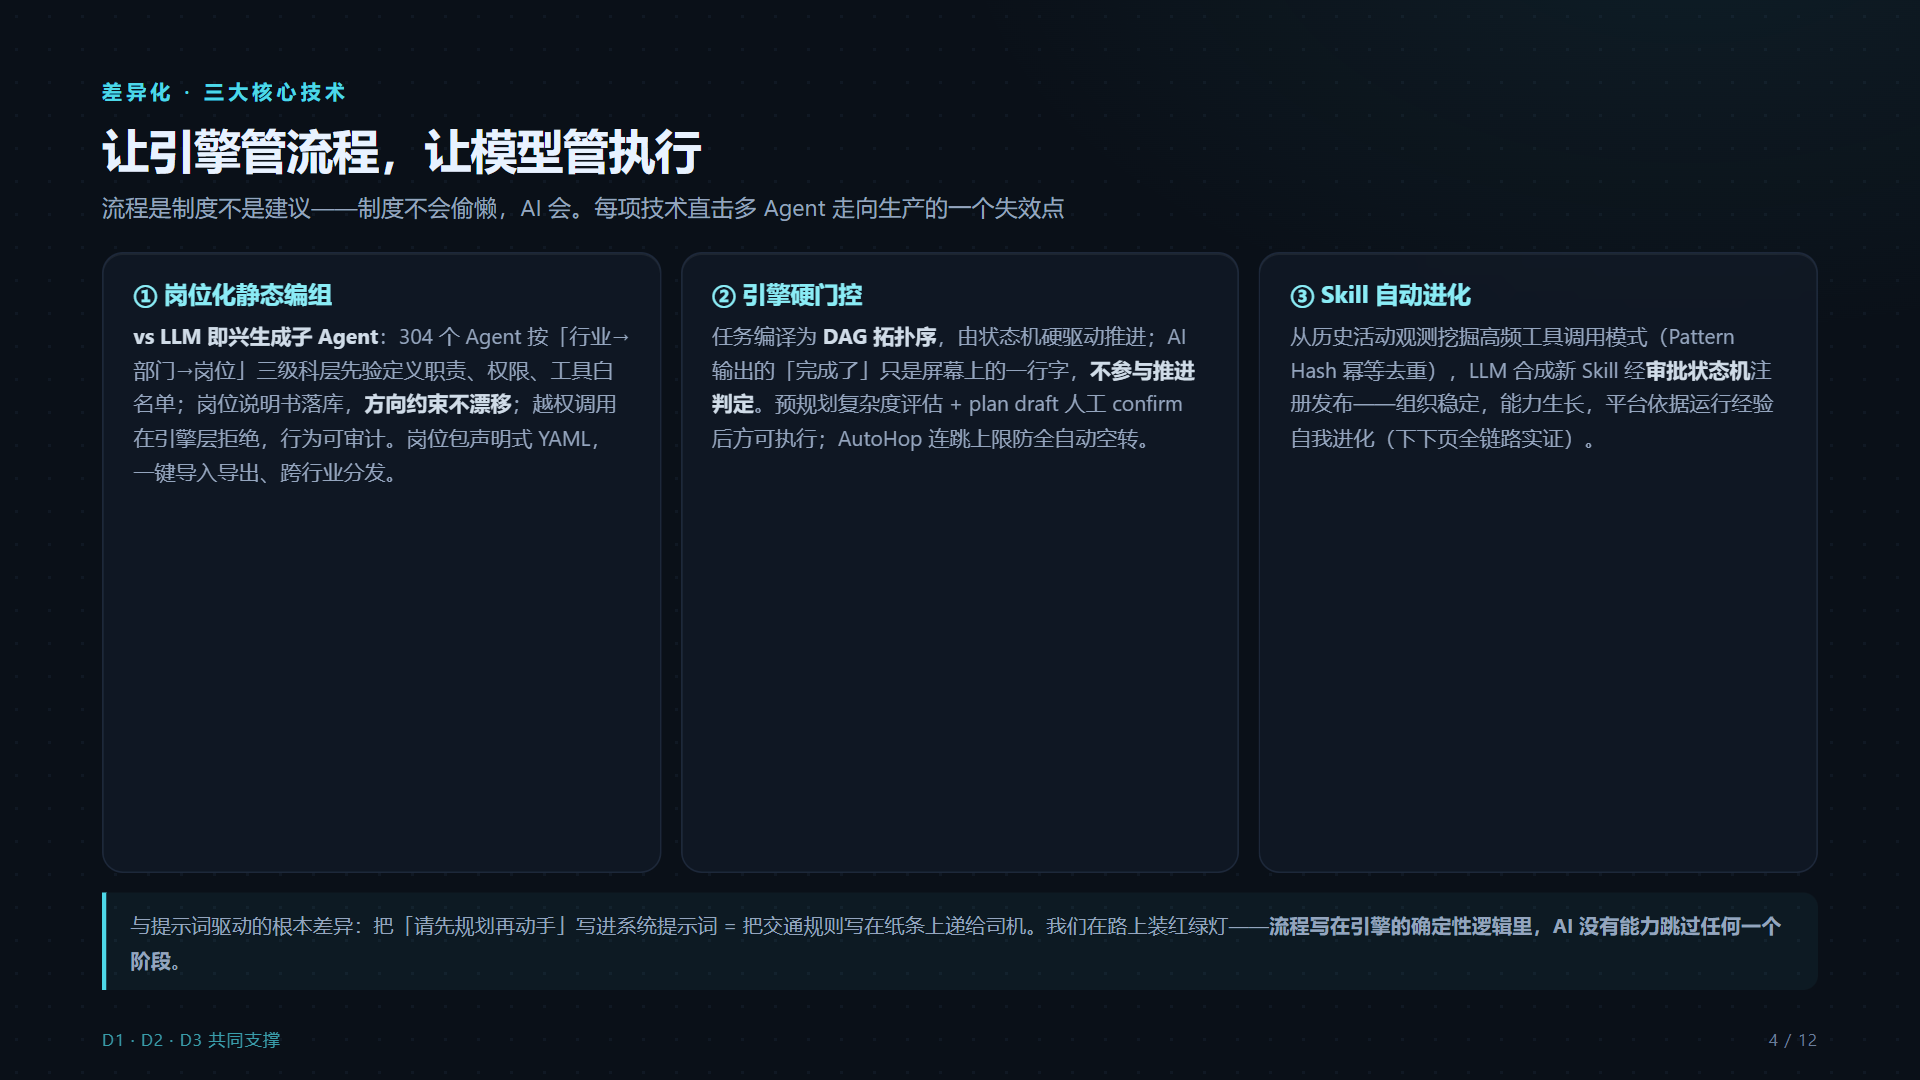 差异化 · 三大核心技术
让引擎管流程，让模型管执行
流程是制度不是建议——制度不会偷懒，AI 会。每项技术直击多 Agent 走向生产的一个失效点
① 岗位化静态编组
vs LLM 即兴生成子 Agent：304 个 Agent 按「行业→
部门→岗位」三级科层先验定义职责、权限、工具白
名单；岗位说明书落库，方向约束不漂移；越权调用
在引擎层拒绝，行为可审计。岗位包声明式 YAML，
一键导入导出、跨行业分发。
② 引擎硬门控
任务编译为 DAG 拓扑序，由状态机硬驱动推进；AI
输出的「完成了」只是屏幕上的一行字，不参与推进
判定。预规划复杂度评估 + plan draft 人工 confirm
后方可执行；AutoHop 连跳上限防全自动空转。
③ Skill 自动进化
从历史活动观测挖掘高频工具调用模式（Pattern
Hash 幂等去重），LLM 合成新 Skill 经审批状态机注
册发布——组织稳定，能力生长，平台依据运行经验
自我进化（下下页全链路实证）。
与提示词驱动的根本差异：把「请先规划再动手」写进系统提示词 = 把交通规则写在纸条上递给司机。我们在路上装红绿灯——流程写在引擎的确定性逻辑里，AI 没有能力跳过任何一个
阶段。
D1 · D2 · D3 共同支撑
4 / 12